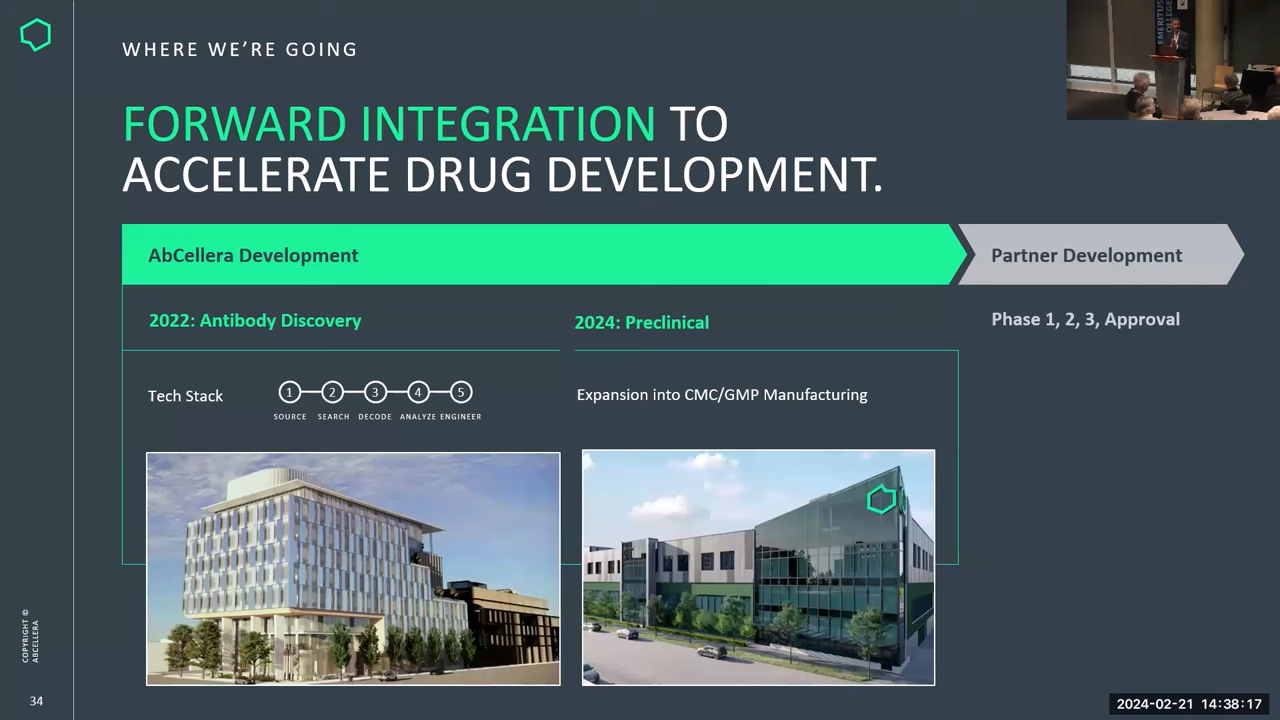 WHERE WE'RE GOING
FORWARD INTEGRATION TO
ACCELERATE DRUG DEVELOPMENT.
AbCellera Development
Partner Development
2022: Antibody Discovery
2024: Preclinical
Phase 1, 2, 3, Approval
Tech Stack
1 2 3 4 5
SOURCE SEARCH DECODE ANALYZE ENGINEER
Expansion into CMC/GMP Manufacturing
COPYRIGHT ©
ABCELLERA
34
EMERITUS
COLLEGE
2024-02-21 14:38:17